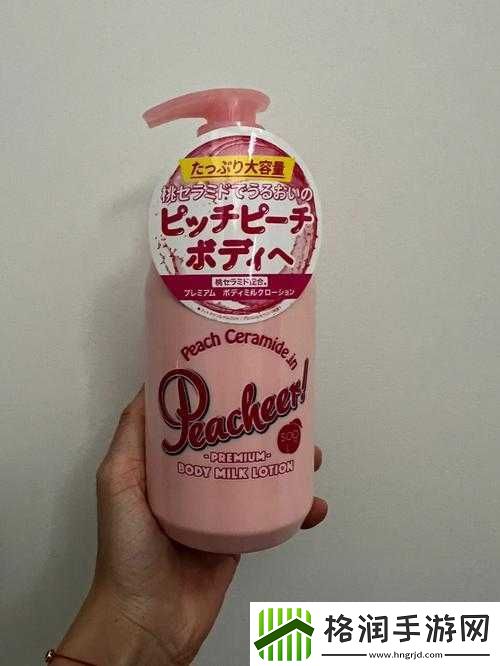 たっぷり大容量
桃セラミドでうるおいの
ピッチピーチ
ボディへ
桃セラミド配合。
プレミアム ボディミルクローション
Peach Ceramide in
Peacheer!
-PREMIUM-
BODY MILK LOTION
500
格润手游网
www.hngrjd.com